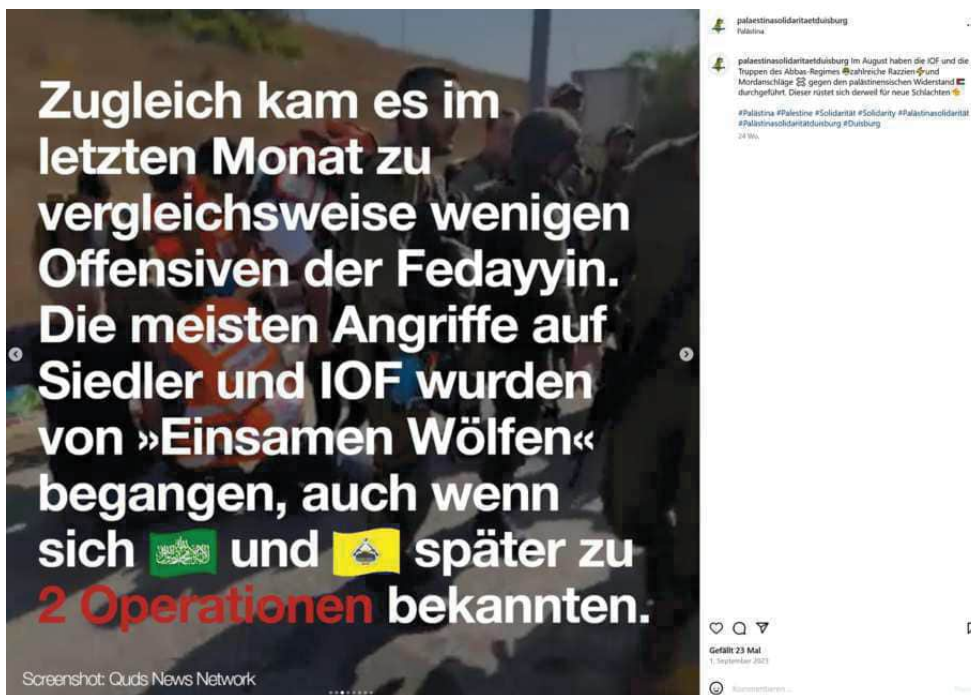 Zugleich kam es im
letzten Monat zu
vergleichsweise wenigen
Offensiven der Fedayyin.
Die meisten Angriffe auf
Siedler und IOF wurden
von »Einsamen Wölfen«
begangen, auch wenn
sich und später zu
2 Operationen bekannten.
Screenshot: Quds News Network
palaestinasolidaritaetduisburg
Palästina
palaestinasolidaritaetduisburg Im August haben die IOF und die
Truppen des Abbas-Regimes zahlreiche Razzien und
Mordanschläge gegen den palästinensischen Widerstand
durchgeführt. Dieser rüstet sich derweil für neue Schlachten
#Palästina #Palestine #Solidarität #Solidarity #Palästinasolidarität
#Palästinasolidaritätduisburg #Duisburg
24 Wo.
Gefällt 23 Mal
1. September 2023
Kommentieren...